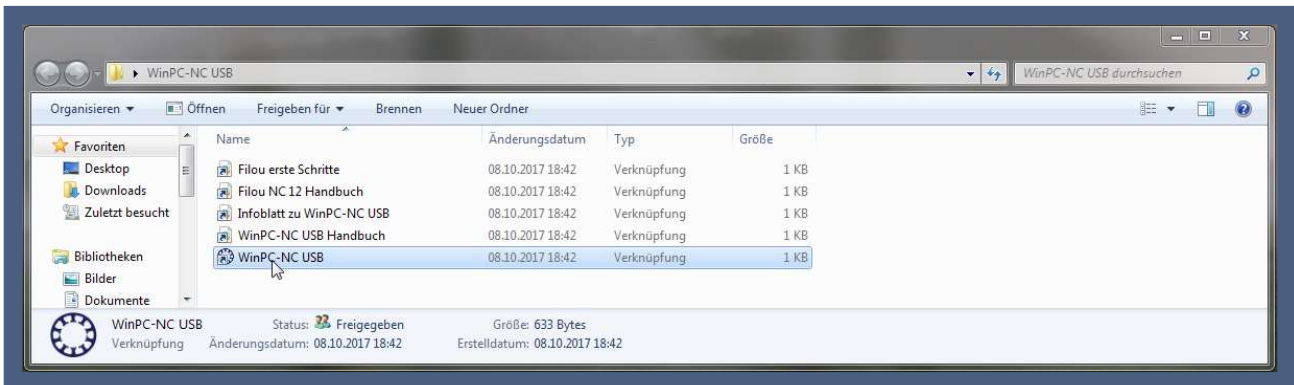 WinPC-NC USB
WinPC-NC USB durchsuchen
Organisieren Öffnen Freigeben für Brennen Neuer Ordner
Favoriten
Desktop
Downloads
Zuletzt besucht
Bibliotheken
Bilder
Dokumente
Name Änderungsdatum Typ Größe
Filou erste Schritte 08.10.2017 18:42 Verknüpfung 1 KB
Filou NC 12 Handbuch 08.10.2017 18:42 Verknüpfung 1 KB
Infoblatt zu WinPC-NC USB 08.10.2017 18:42 Verknüpfung 1 KB
WinPC-NC USB Handbuch 08.10.2017 18:42 Verknüpfung 1 KB
WinPC-NC USB 08.10.2017 18:42 Verknüpfung 1 KB
WinPC-NC USB Status: Freigegeben Größe: 633 Bytes
Verknüpfung Änderungsdatum: 08.10.2017 18:42 Erstelldatum: 08.10.2017 18:42